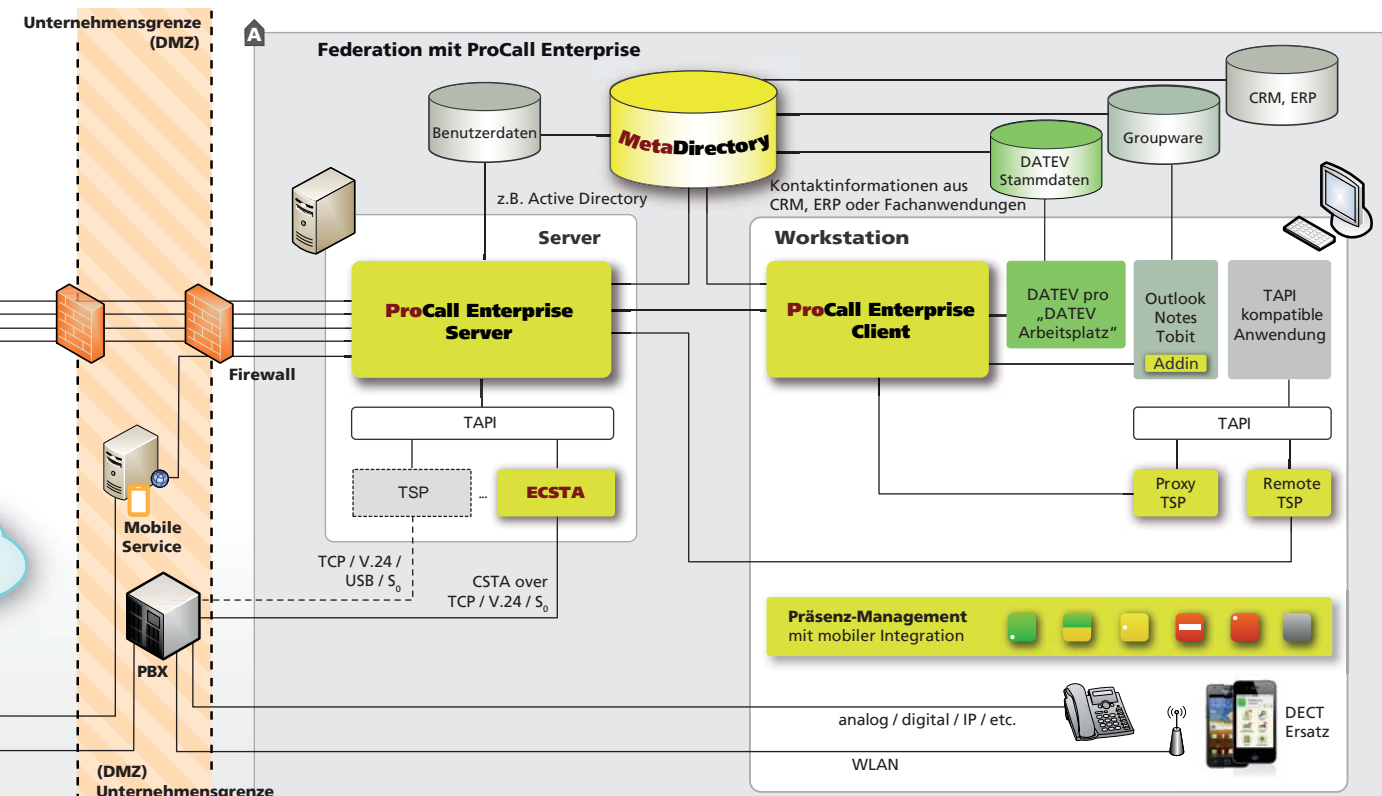 Unternehmensgrenze
(DMZ)
A
Federation mit ProCall Enterprise
CRM, ERP
Benutzerdaten
MetaDirectory
Groupware
DATEV
Stammdaten
z.B. Active Directory
Kontaktinformationen aus
CRM, ERP oder Fachanwendungen
Server
Workstation
ProCall Enterprise
Server
ProCall Enterprise
Client
DATEV pro
„DATEV
Arbeitsplatz“
Outlook
Notes
Tobit
Addin
TAPI
kompatible
Anwendung
Firewall
TAPI
TAPI
TSP
...
ECSTA
Proxy
TSP
Remote
TSP
Mobile
Service
TCP / V.24 /
USB / S0
CSTA over
TCP / V.24 / S0
Präsenz-Management
mit mobiler Integration
PBX
analog / digital / IP / etc.
DECT
Ersatz
WLAN
(DMZ)
Unternehmensgrenze